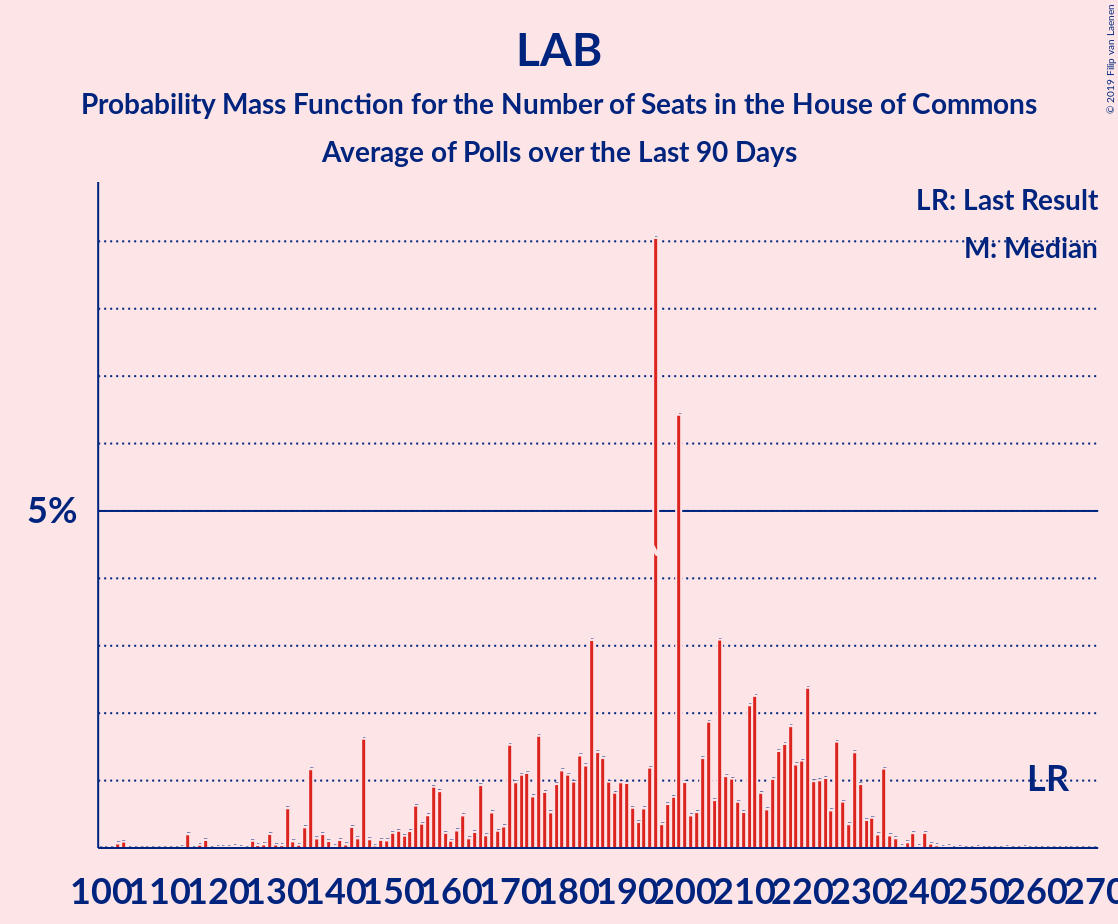 LAB
Probability Mass Function for the Number of Seats in the House of Commons
Average of Polls over the Last 90 Days
© 2019 Filip van Laenen
LR: Last Result
M: Median
5%
LR
100 110 120 130 140 150 160 170 180 190 200 210 220 230 240 250 260 270